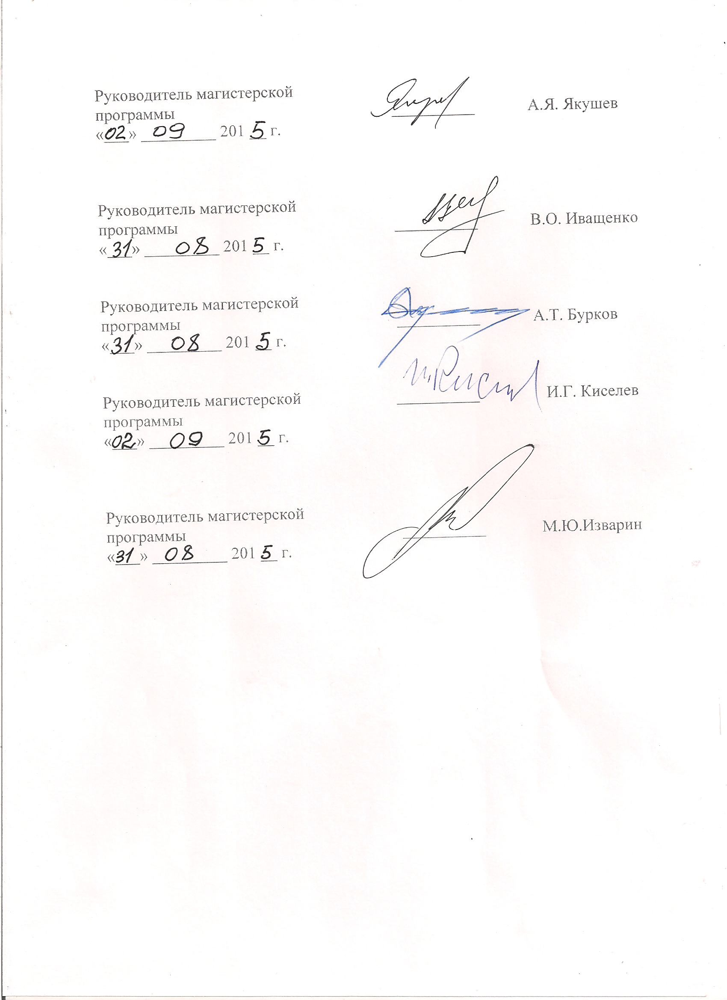 Руководитель магистерской
программы
А.Я. Якушев
«02» 09 2015 г.
Руководитель магистерской
программы
В.О. Иващенко
«31» 08 2015 г.
Руководитель магистерской
программы
А.Т. Бурков
«31» 08 2015 г.
Руководитель магистерской
программы
И.Г. Киселев
«02» 09 2015 г.
Руководитель магистерской
программы
М.Ю.Изварин
«31» 08 2015 г.